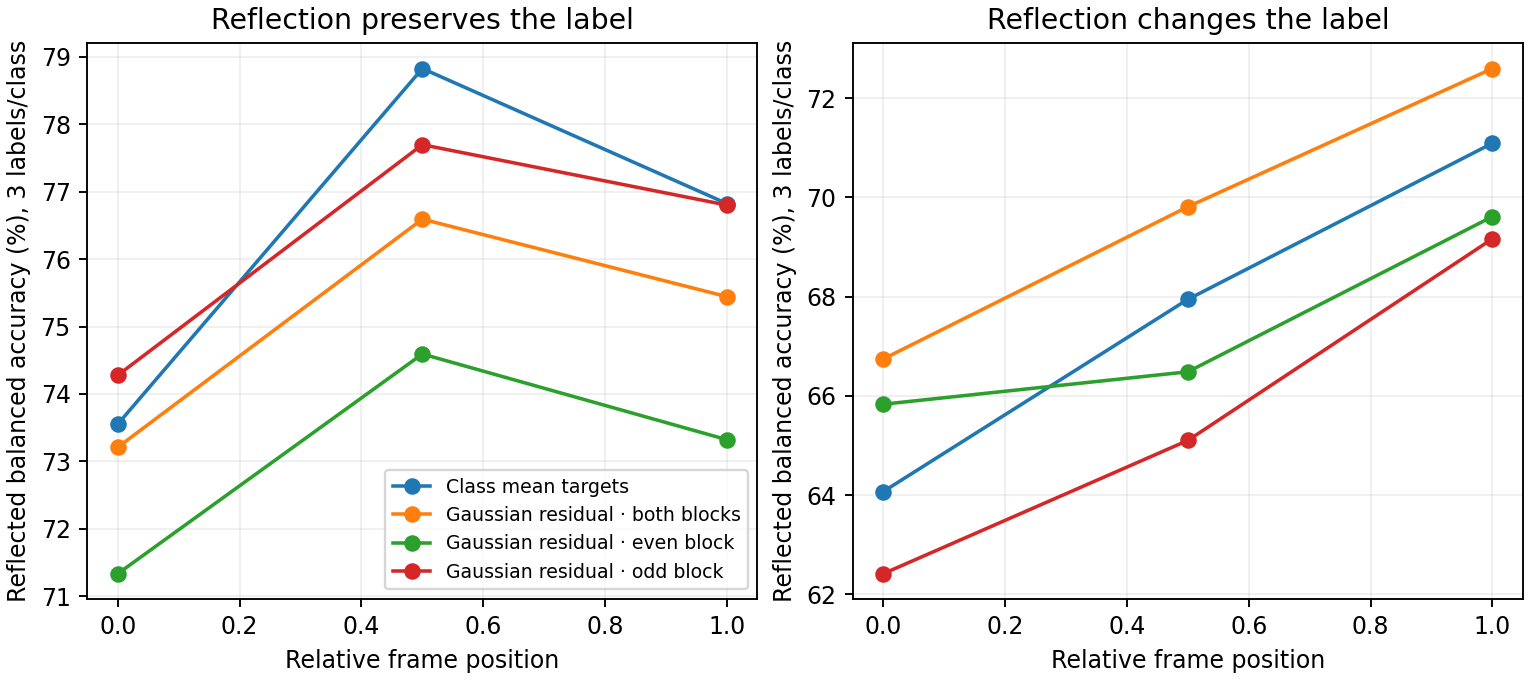 Reflection preserves the label
Reflected balanced accuracy (%), 3 labels/class
79
78
77
76
75
74
73
72
71
0.0 0.2 0.4 0.6 0.8 1.0
Relative frame position
Class mean targets
Gaussian residual · both blocks
Gaussian residual · even block
Gaussian residual · odd block
Reflection changes the label
Reflected balanced accuracy (%), 3 labels/class
72
70
68
66
64
62
0.0 0.2 0.4 0.6 0.8 1.0
Relative frame position